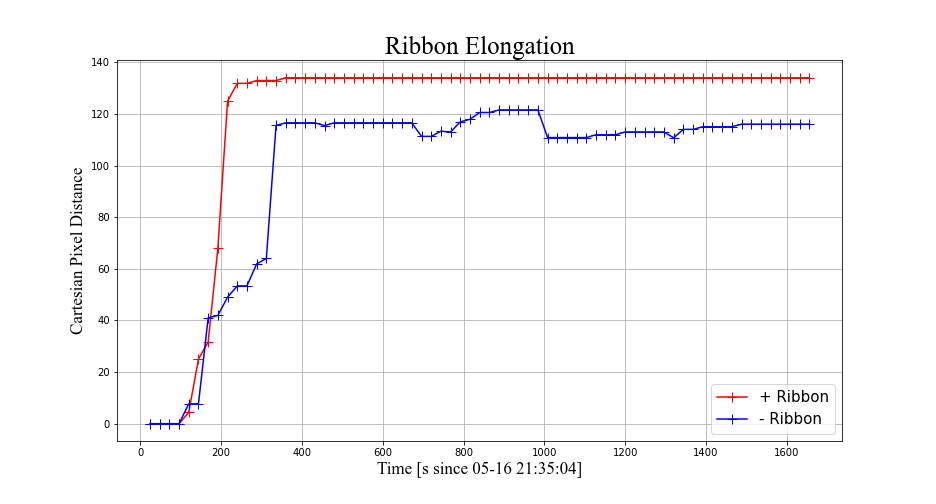 Ribbon Elongation
140
120
100
80
60
40
20
0
Cartesian Pixel Distance
+ Ribbon
- Ribbon
0 200 400 600 800 1000 1200 1400 1600
Time [s since 05-16 21:35:04]